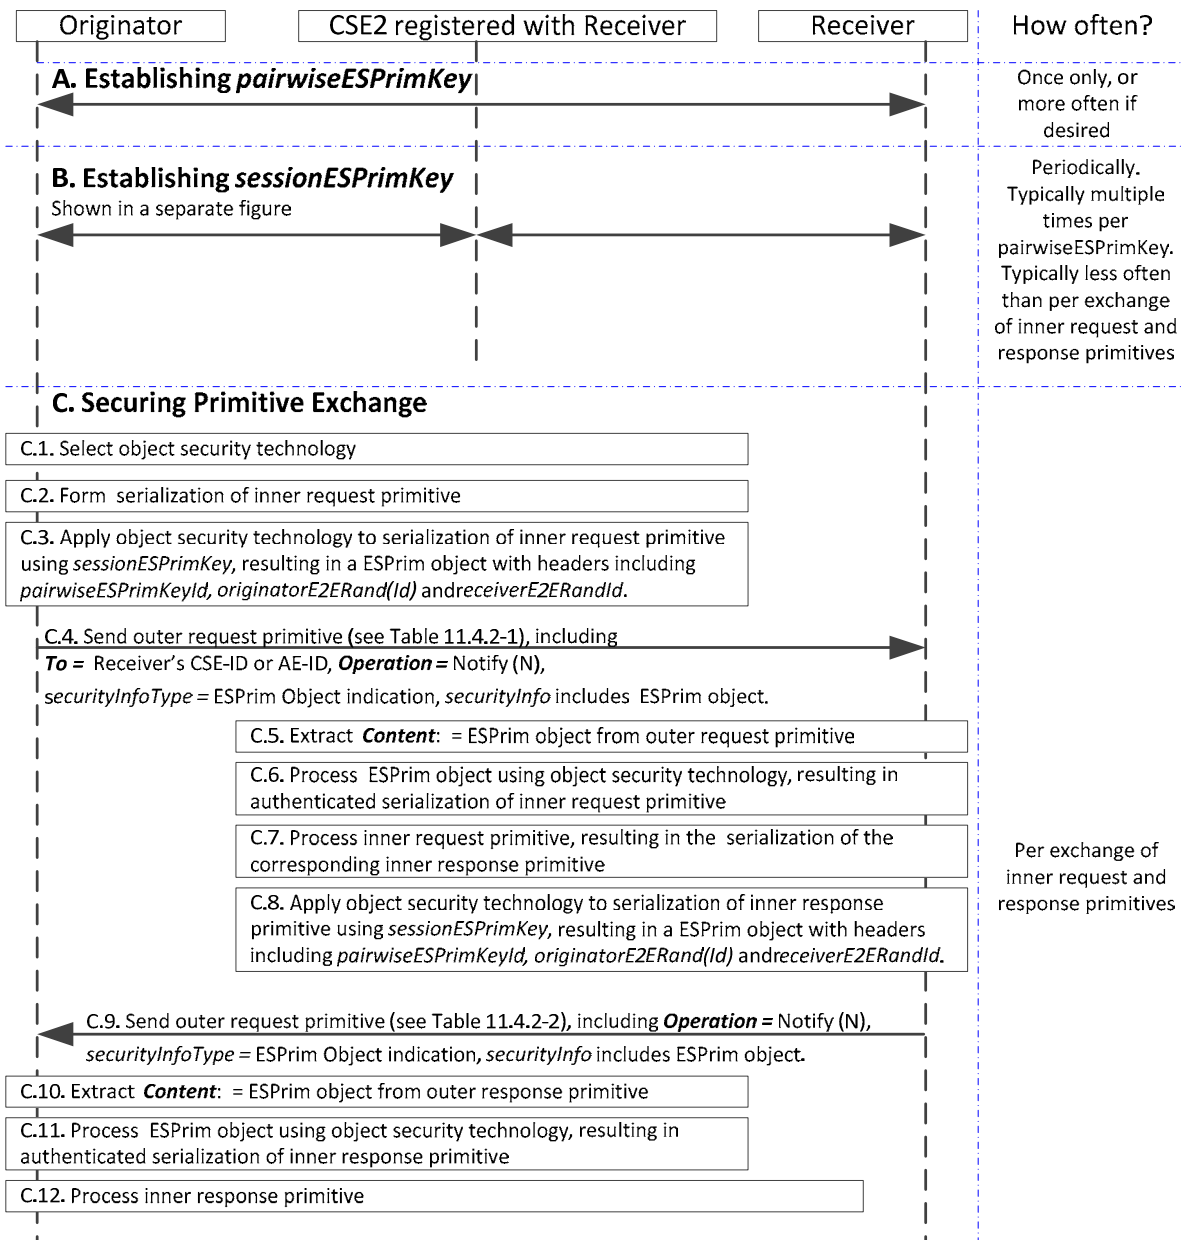 Originator
CSE2 registered with Receiver
Receiver
How often?
A. Establishing pairwiseESPrimKey
Once only, or
more often if
desired
B. Establishing sessionESPrimKey
Shown in a separate figure
Periodically.
Typically multiple
times per
pairwiseESPrimKey.
Typically less often
than per exchange
of inner request and
response primitives
C. Securing Primitive Exchange
C.1. Select object security technology
C.2. Form serialization of inner request primitive
C.3. Apply object security technology to serialization of inner request primitive
using sessionESPrimKey, resulting in a ESPrim object with headers including
pairwiseESPrimKeyId, originatorE2ERand(Id) andreceiverE2ERandId.
C.4. Send outer request primitive (see Table 11.4.2-1), including
To = Receiver's CSE-ID or AE-ID, Operation = Notify (N),
securityInfoType = ESPrim Object indication, securityInfo includes ESPrim object.
C.5. Extract Content: = ESPrim object from outer request primitive
C.6. Process ESPrim object using object security technology, resulting in
authenticated serialization of inner request primitive
C.7. Process inner request primitive, resulting in the serialization of the
corresponding inner response primitive
C.8. Apply object security technology to serialization of inner response
primitive using sessionESPrimKey, resulting in a ESPrim object with headers
including pairwiseESPrimKeyId, originatorE2ERand(Id) andreceiverE2ERandId.
Per exchange of
inner request and
response primitives
C.9. Send outer request primitive (see Table 11.4.2-2), including Operation = Notify (N),
securityInfoType = ESPrim Object indication, securityInfo includes ESPrim object.
C.10. Extract Content: = ESPrim object from outer response primitive
C.11. Process ESPrim object using object security technology, resulting in
authenticated serialization of inner response primitive
C.12. Process inner response primitive